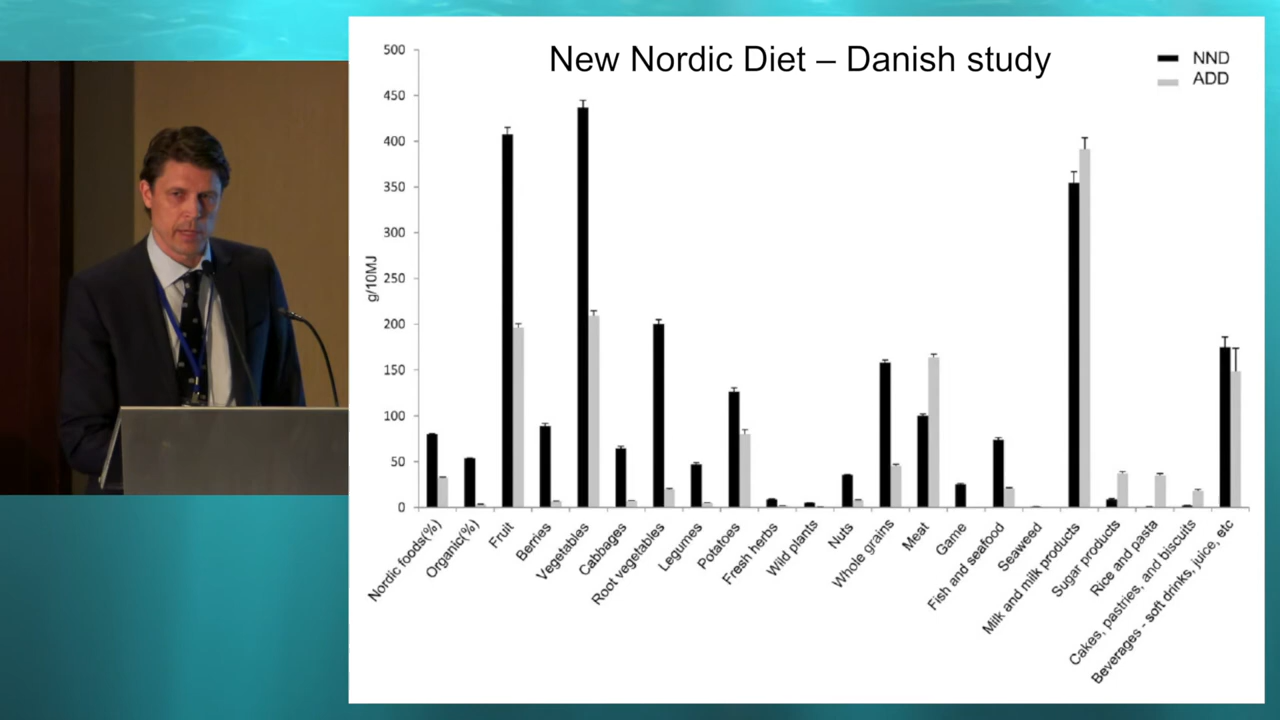 New Nordic Diet – Danish study
NND
ADD
500
450
400
350
300
250
200
150
100
50
0
g/10MJ
Nordic foods(%)
Organic(%)
Fruit
Berries
Vegetables
Cabbages
Root vegetables
Legumes
Potatoes
Fresh herbs
Wild plants
Nuts
Whole grains
Meat
Game
Fish and seafood
Seaweed
Milk and milk products
Sugar products
Rice and pasta
Cakes, pastries, and biscuits
Beverages - soft drinks, juice, etc